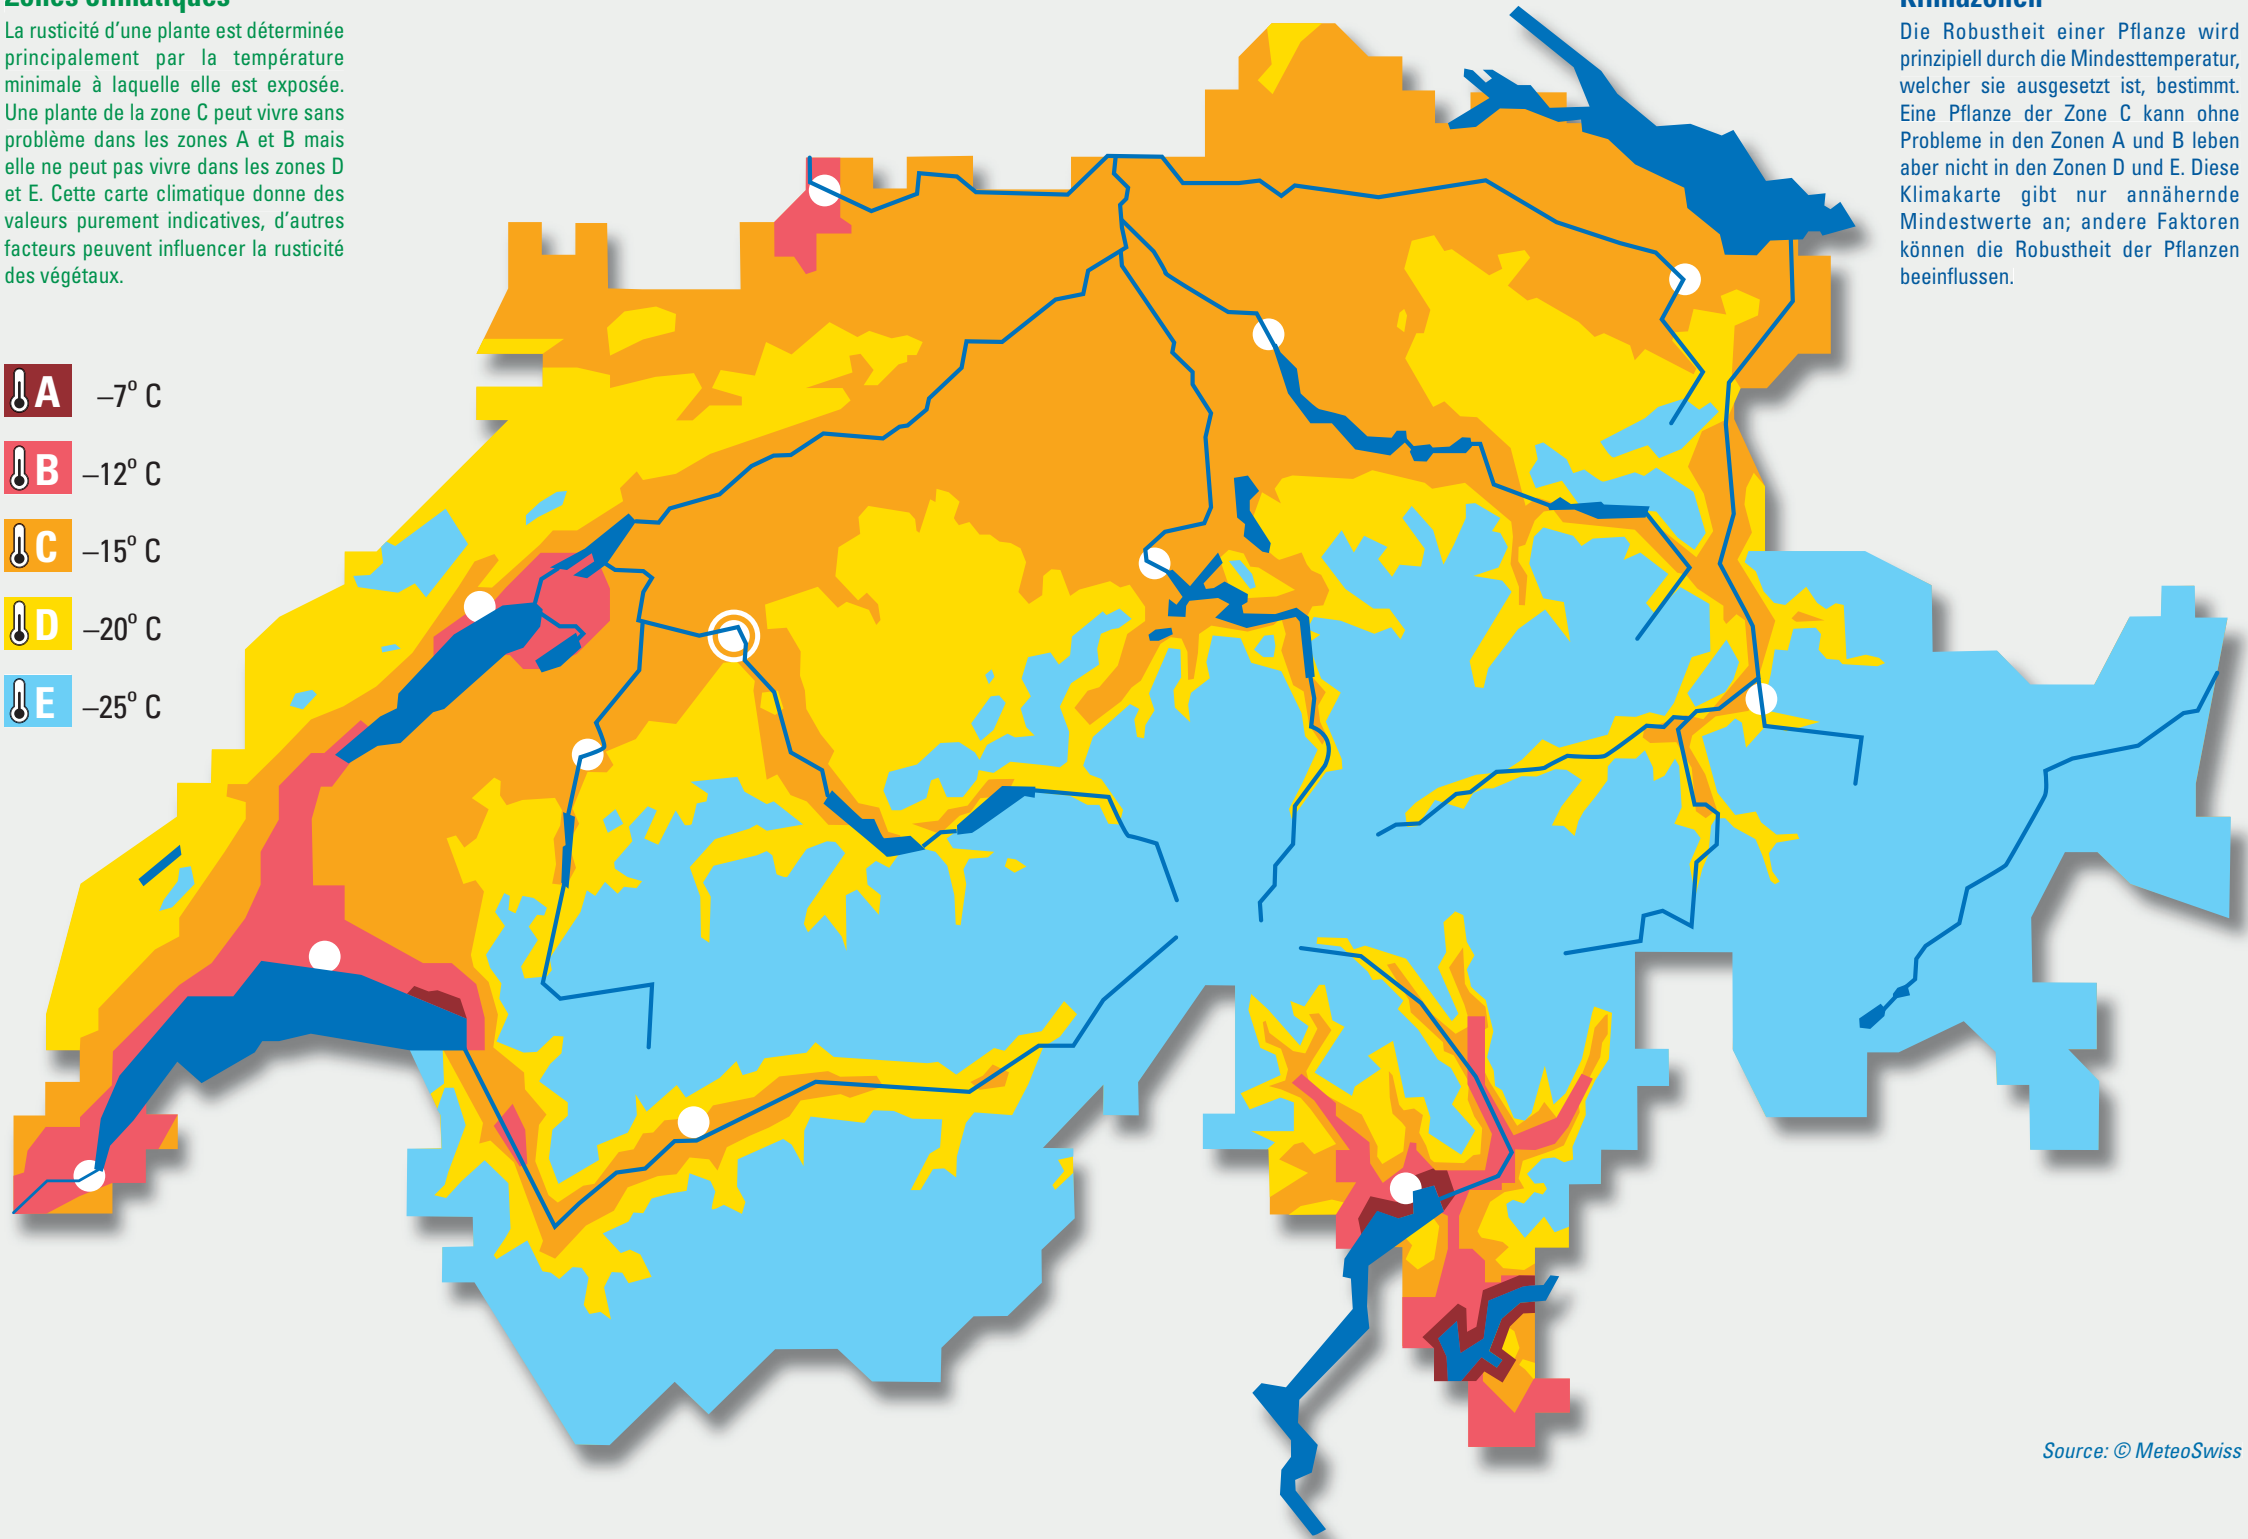 Zones climatiques
La rusticité d’une plante est déterminée
principalement par la température
minimale à laquelle elle est exposée.
Une plante de la zone C peut vivre sans
problème dans les zones A et B mais
elle ne peut pas vivre dans les zones D
et E. Cette carte climatique donne des
valeurs purement indicatives, d’autres
facteurs peuvent influencer la rusticité
des végétaux.
A –7° C
B –12° C
C –15° C
D –20° C
E –25° C
Klimazonen
Die Robustheit einer Pflanze wird
prinzipiell durch die Mindesttemperatur,
welcher sie ausgesetzt ist, bestimmt.
Eine Pflanze der Zone C kann ohne
Probleme in den Zonen A und B leben
aber nicht in den Zonen D und E. Diese
Klimakarte gibt nur annähernde
Mindestwerte an; andere Faktoren
können die Robustheit der Pflanzen
beeinflussen.
Source: © MeteoSwiss